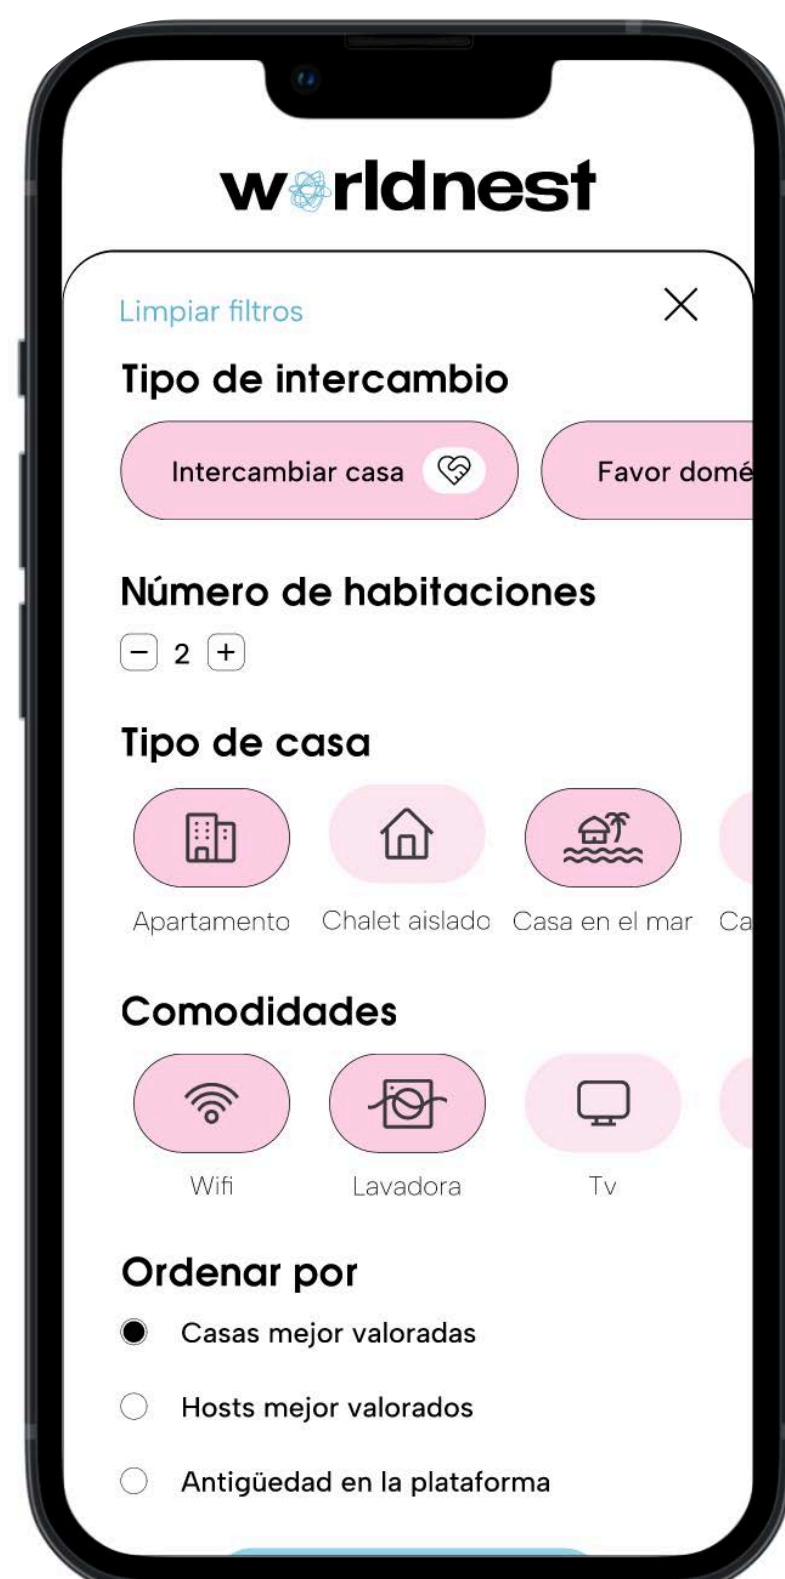 worldnest
Limpiar filtros
Tipo de intercambio
Intercambiar casa Favor domé
Número de habitaciones
− 2 +
Tipo de casa
Apartamento Chalet aislado Casa en el mar Ca
Comodidades
Wifi Lavadora Tv
Ordenar por
Casas mejor valoradas
Hosts mejor valorados
Antigüedad en la plataforma